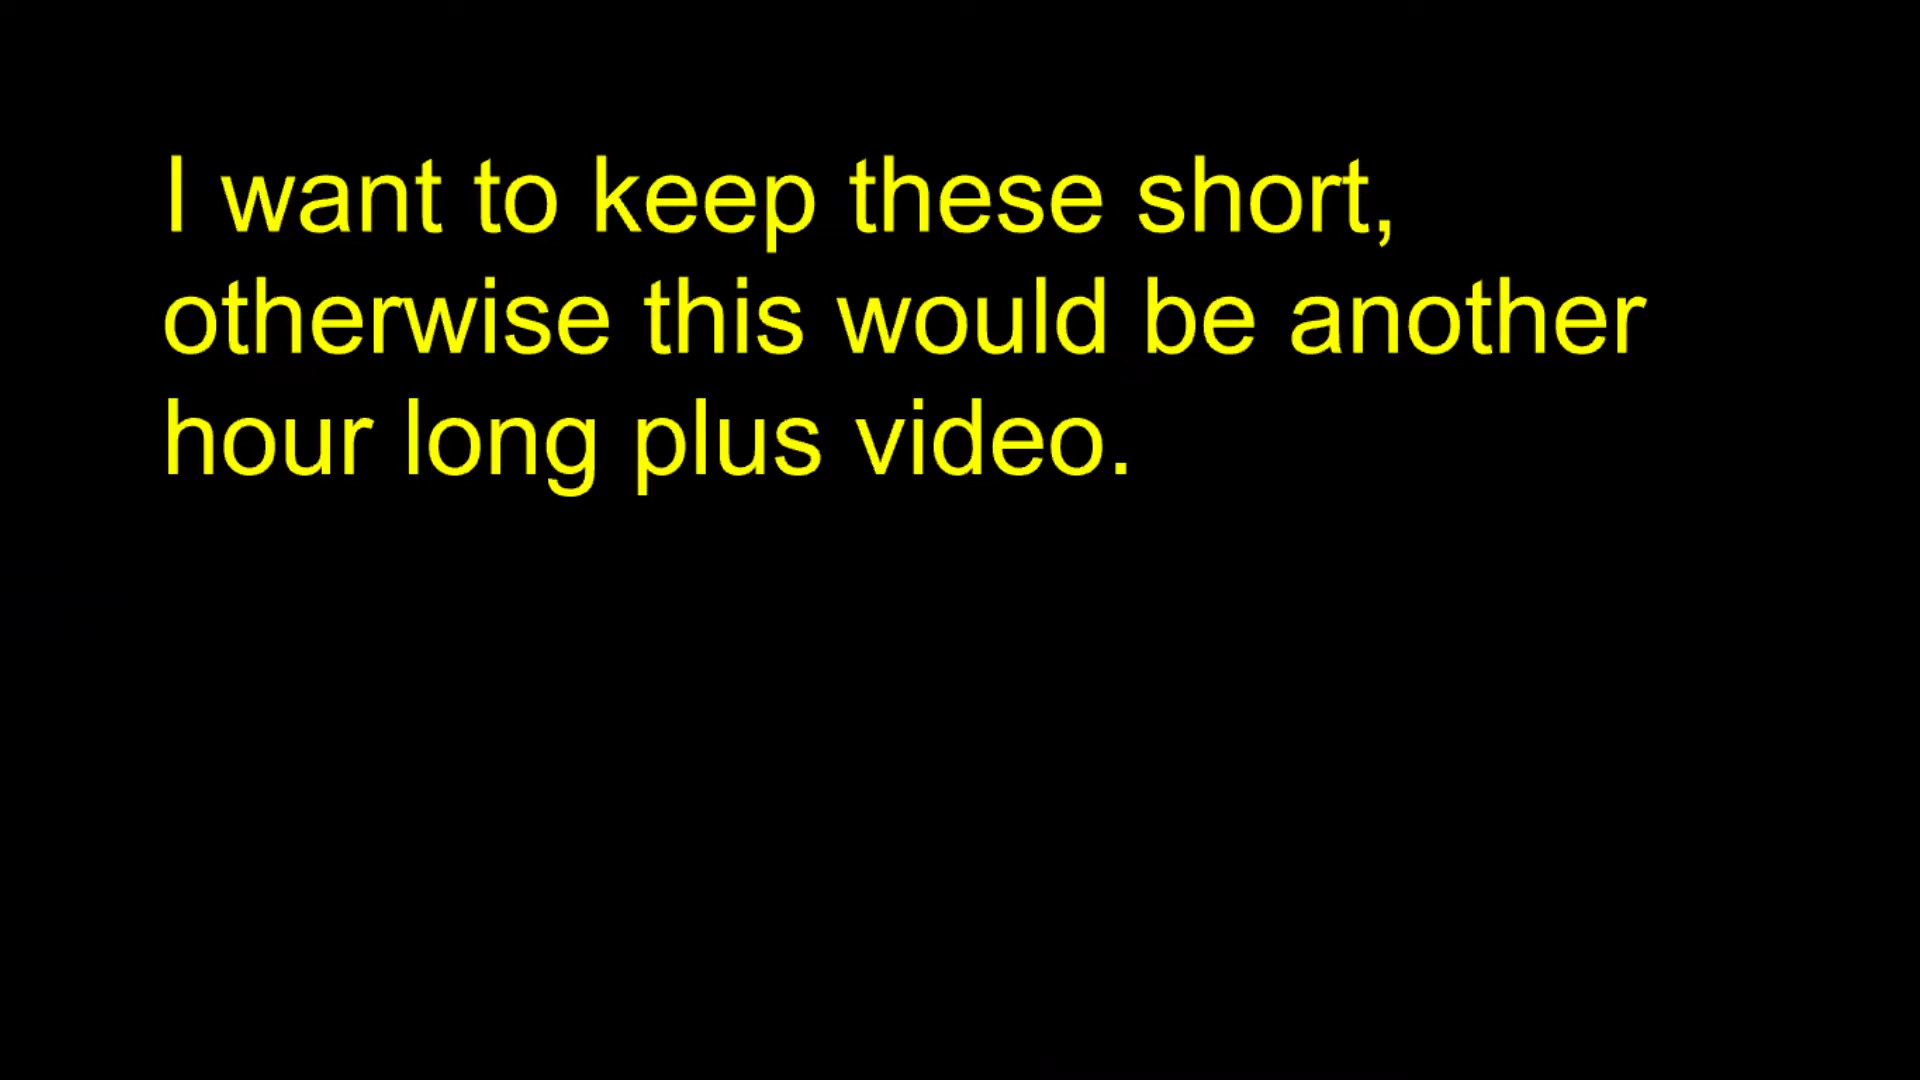 I want to keep these short,
otherwise this would be another
hour long plus video.